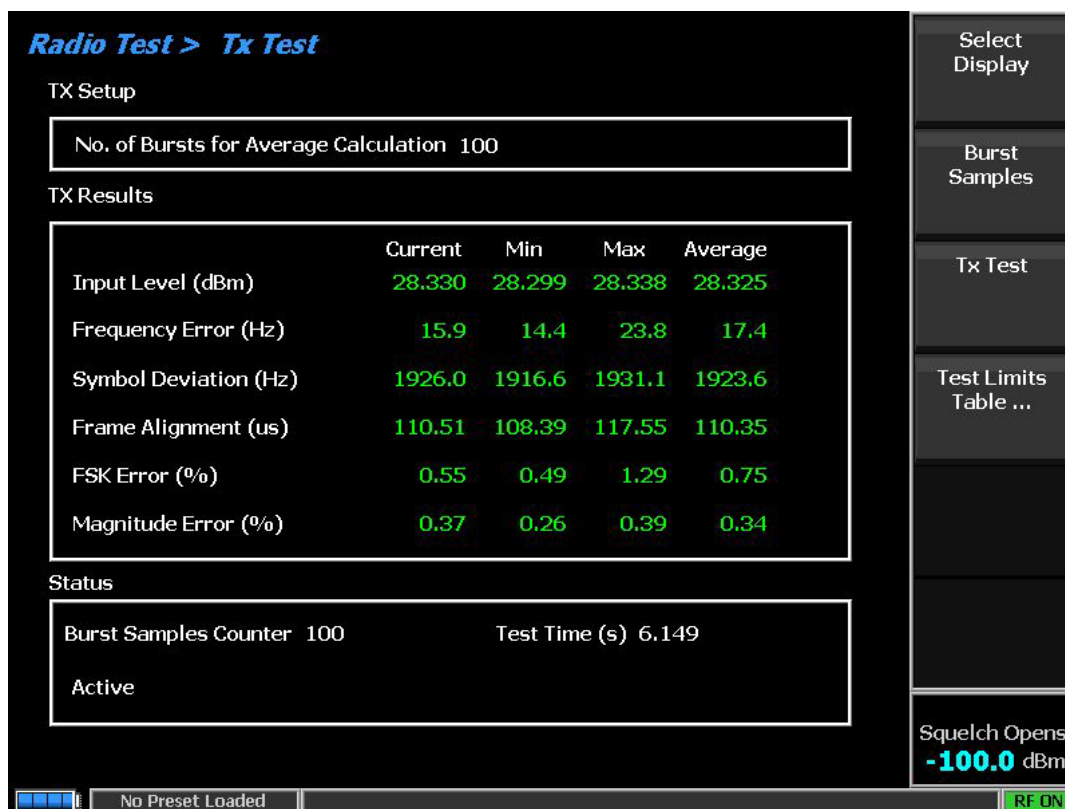 Radio Test > Tx Test
TX Setup
No. of Bursts for Average Calculation 100
TX Results
Current Min Max Average
Input Level (dBm) 28.330 28.299 28.338 28.325
Frequency Error (Hz) 15.9 14.4 23.8 17.4
Symbol Deviation (Hz) 1926.0 1916.6 1931.1 1923.6
Frame Alignment (us) 110.51 108.39 117.55 110.35
FSK Error (%) 0.55 0.49 1.29 0.75
Magnitude Error (%) 0.37 0.26 0.39 0.34
Status
Burst Samples Counter 100 Test Time (s) 6.149
Active
Select
Display
Burst
Samples
Tx Test
Test Limits
Table ...
Squelch Opens
-100.0 dBm
No Preset Loaded
RF ON